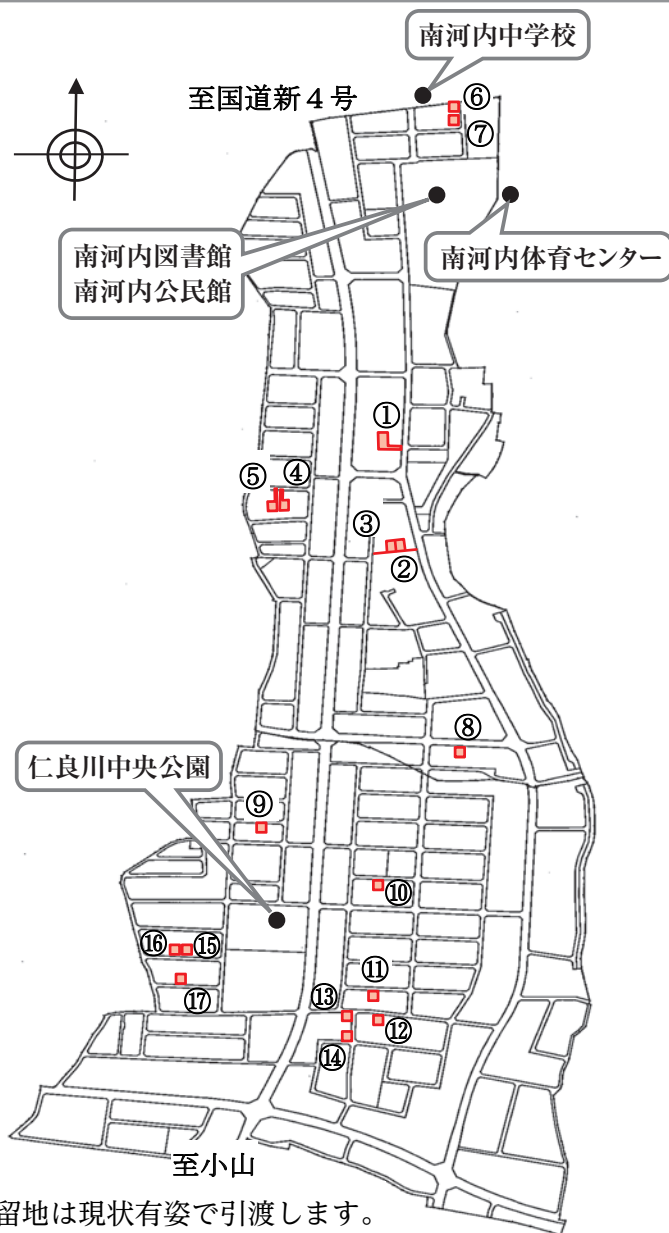 南河内中学校
至国道新４号
⑥
⑦
南河内図書館
南河内公民館
南河内体育センター
①
⑤
④
③
②
⑧
仁良川中央公園
⑨
⑩
⑯
⑮
⑪
⑰
⑬
⑫
⑭
至小山
留地は現状有姿で引渡します。